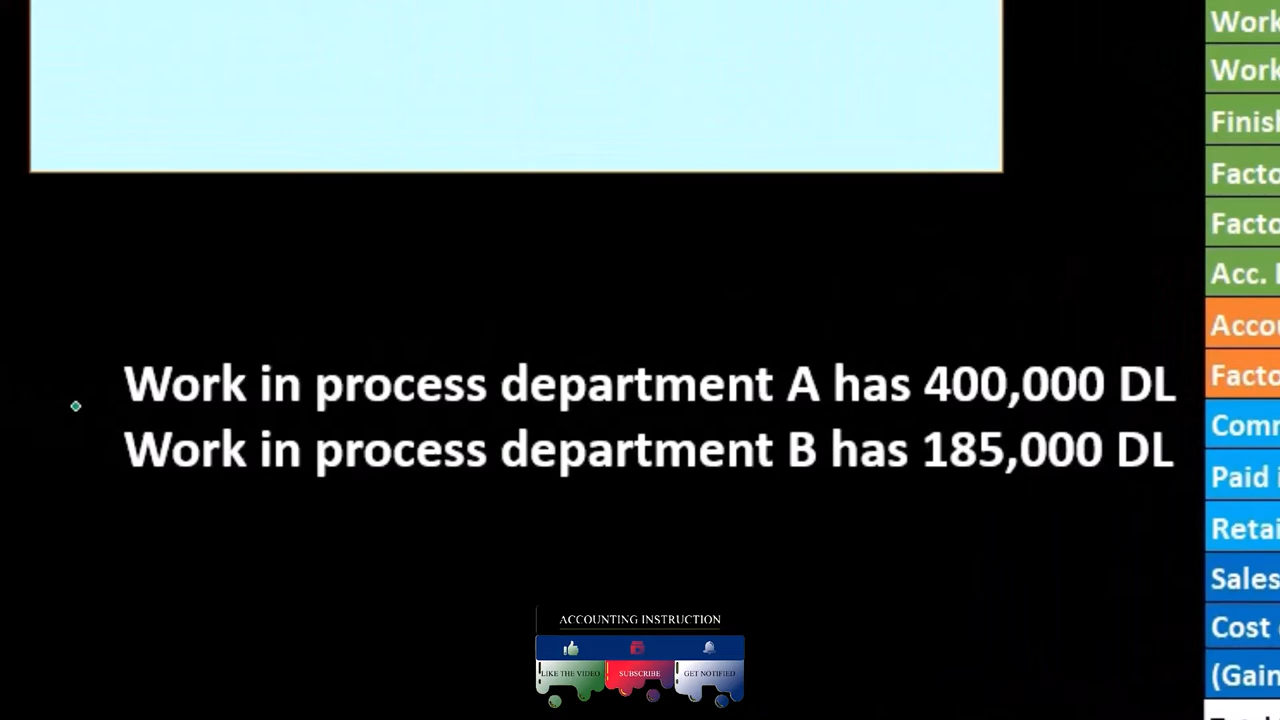 Work
Work
Finish
Facto
Facto
Acc.
Accou
Facto
Work in process department A has 400,000 DL
Work in process department B has 185,000 DL
Comm
Paid i
Retai
Sales
Cost
(Gain
ACCOUNTING INSTRUCTION
LIKE THE VIDEO
SUBSCRIBE
GET NOTIFIED